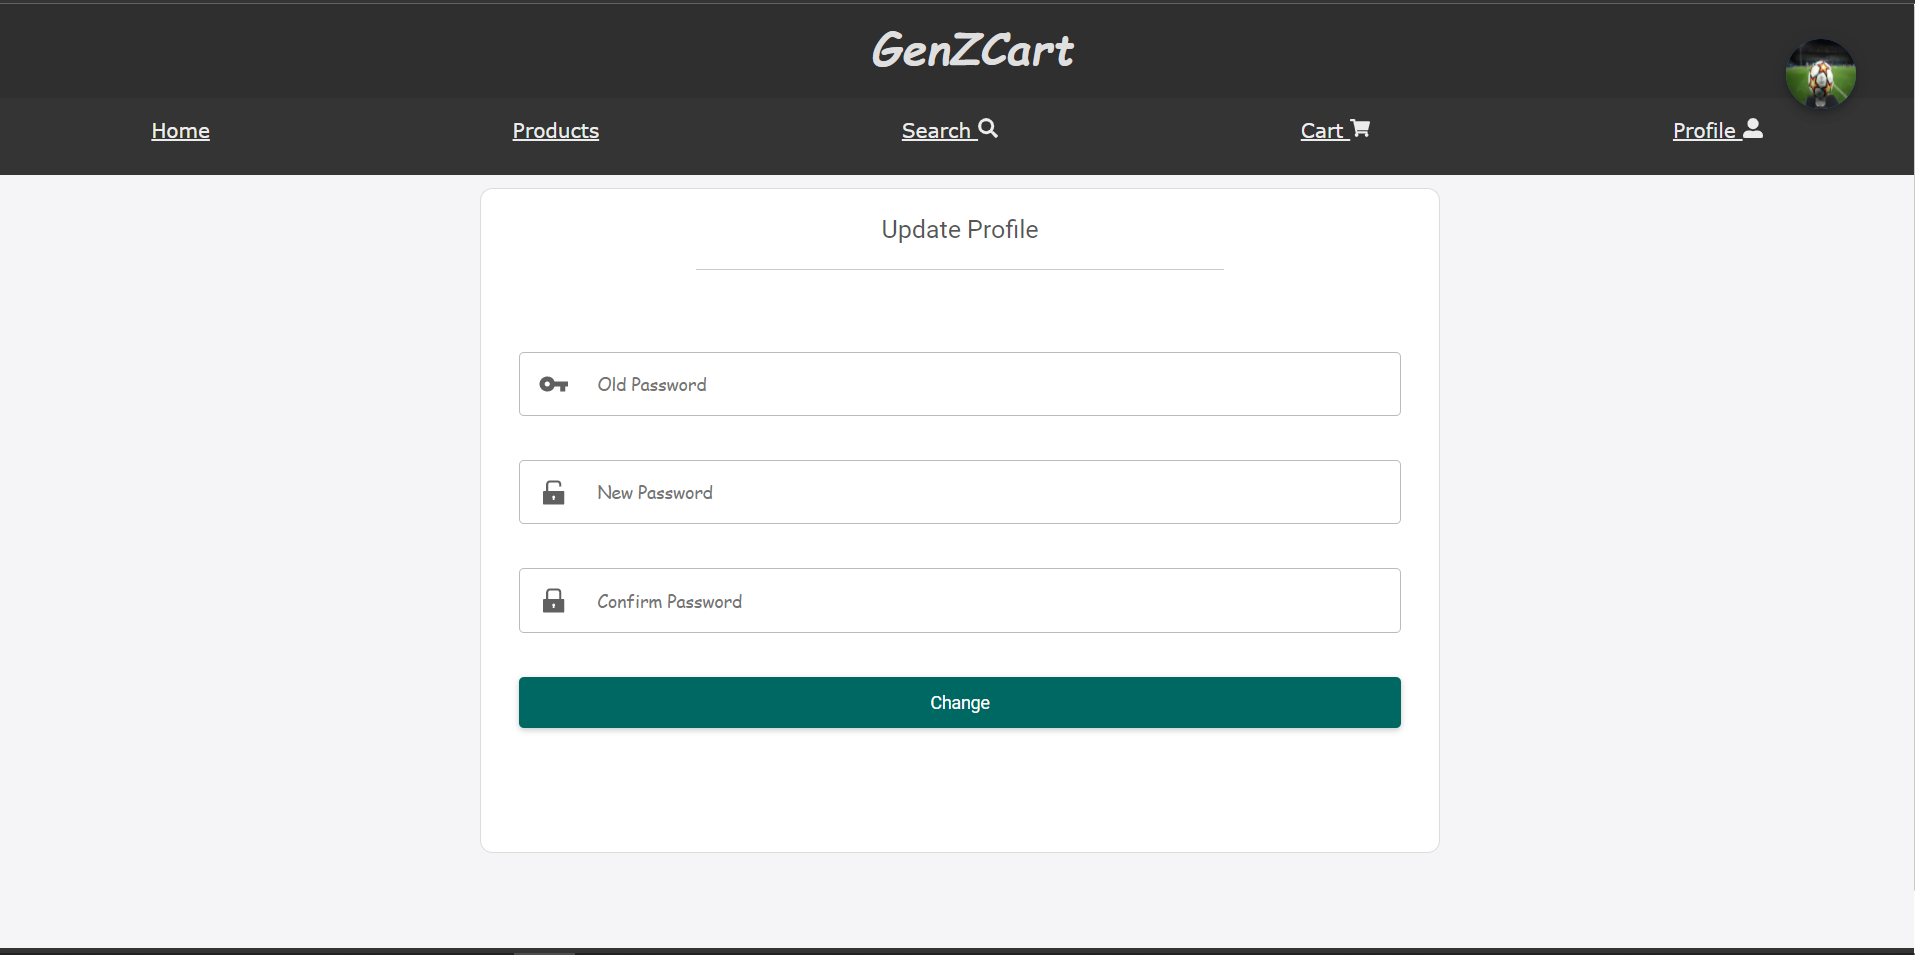 GenZCart
Home Products Search Cart Profile
Update Profile
Old Password
New Password
Confirm Password
Change